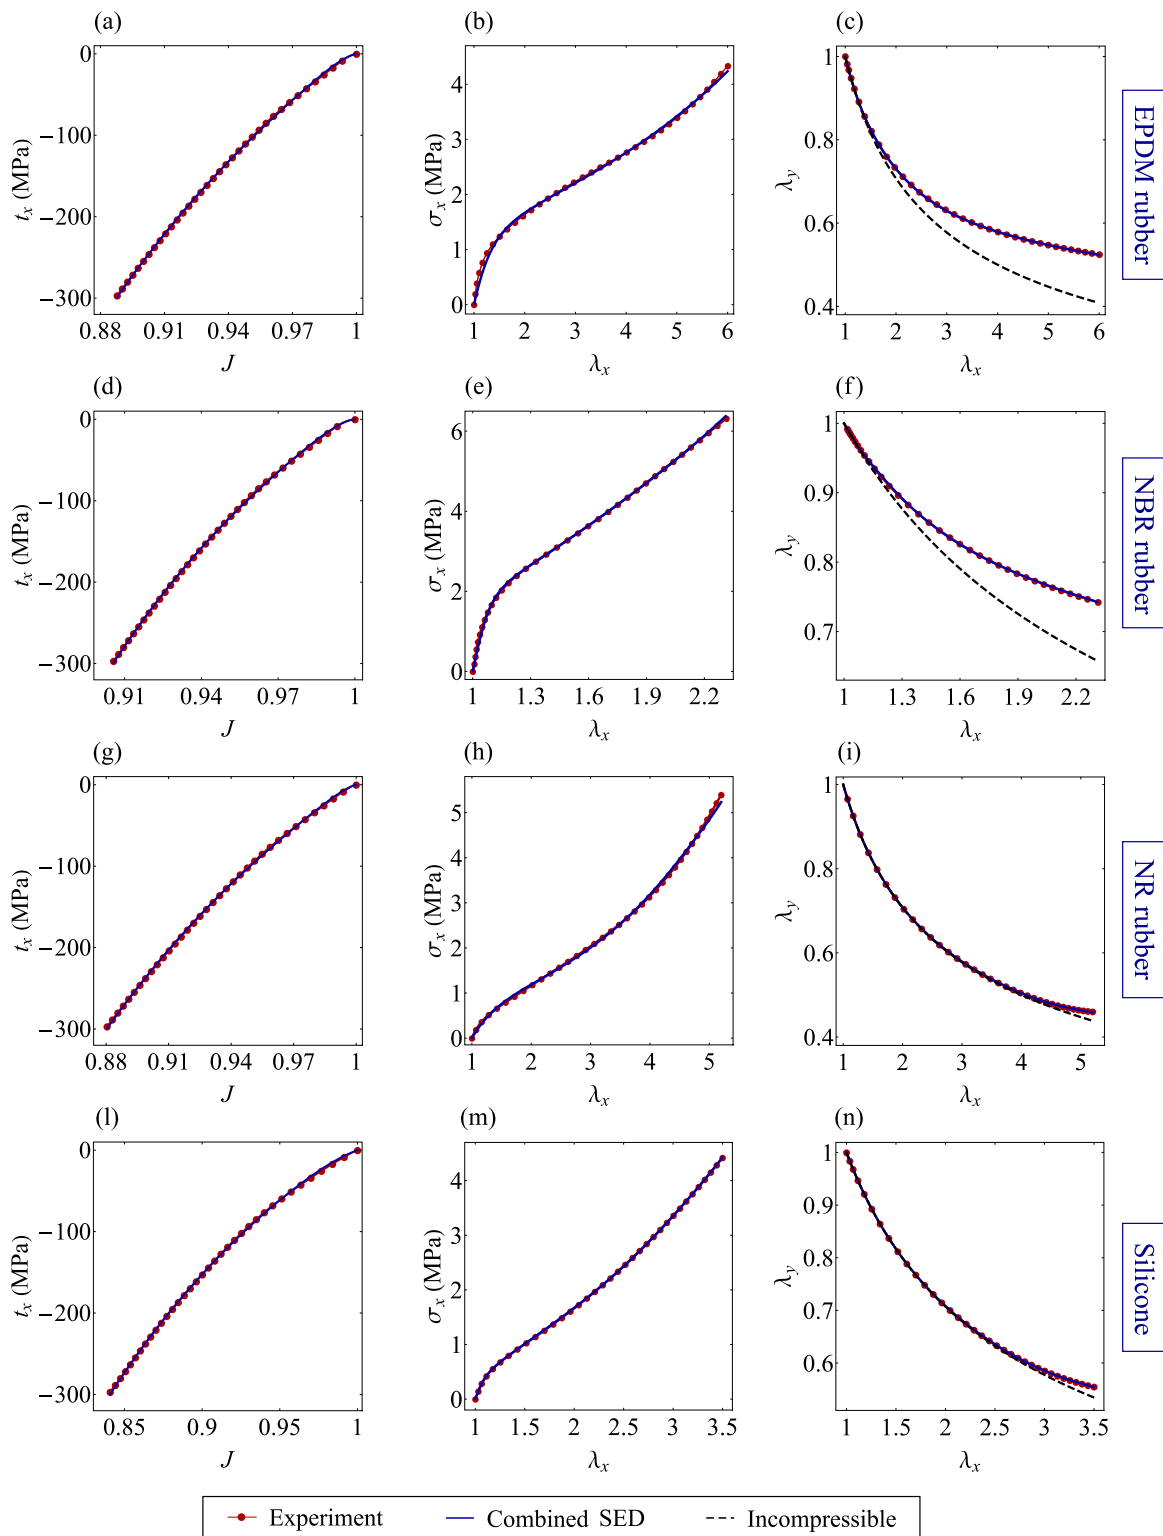 (a) (b) (c)
0
−100
−200
−300
t_x (MPa)
0.88 0.91 0.94 0.97 1
J
4
3
2
1
0
σ_x (MPa)
1 2 3 4 5 6
λ_x
1
0.8
0.6
0.4
λ_y
1 2 3 4 5 6
λ_x
EPDM rubber
(d) (e) (f)
0
−100
−200
−300
t_x (MPa)
0.91 0.94 0.97 1
J
6
4
2
0
σ_x (MPa)
1 1.3 1.6 1.9 2.2
λ_x
1
0.9
0.8
0.7
λ_y
1 1.3 1.6 1.9 2.2
λ_x
NBR rubber
(g) (h) (i)
0
−100
−200
−300
t_x (MPa)
0.88 0.91 0.94 0.97 1
J
5
4
3
2
1
0
σ_x (MPa)
1 2 3 4 5
λ_x
1
0.8
0.6
0.4
λ_y
1 2 3 4 5
λ_x
NR rubber
(l) (m) (n)
0
−100
−200
−300
t_x (MPa)
0.85 0.9 0.95 1
J
4
3
2
1
0
σ_x (MPa)
1 1.5 2 2.5 3 3.5
λ_x
1
0.9
0.8
0.7
0.6
λ_y
1 1.5 2 2.5 3 3.5
λ_x
Silicone
Experiment Combined SED Incompressible